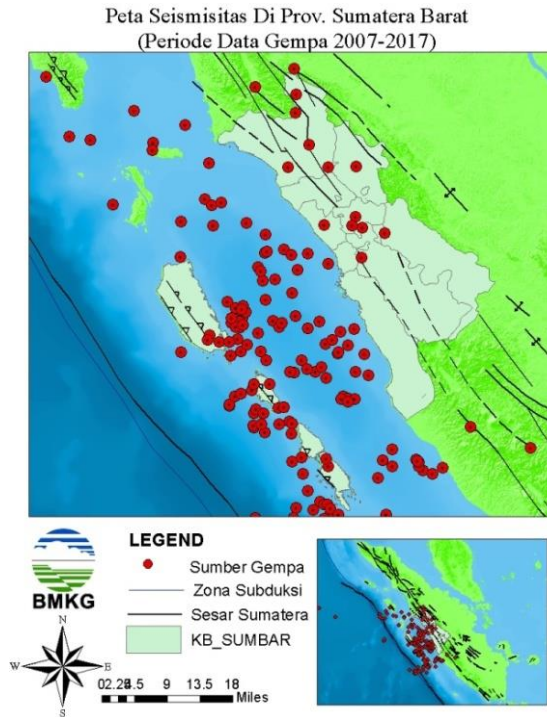 Peta Seismisitas Di Prov. Sumatera Barat
(Periode Data Gempa 2007-2017)
LEGEND
Sumber Gempa
Zona Subduksi
Sesar Sumatera
KB_SUMBAR
BMKG
N
W
E
S
9
13.5
18
Miles